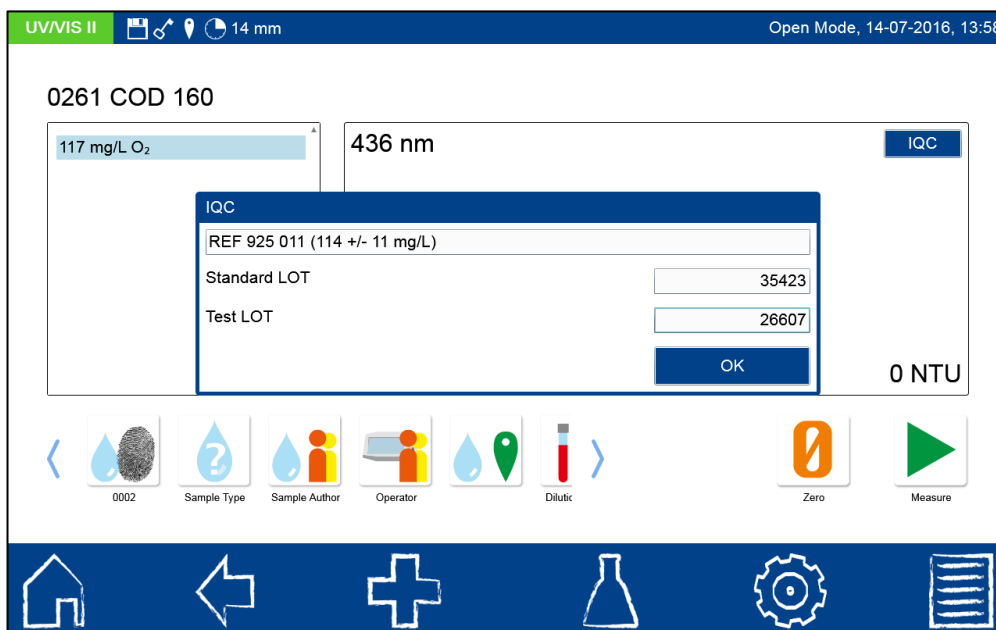 UV/VIS II 14 mm Open Mode, 14-07-2016, 13:58
0261 COD 160
117 mg/L O₂
436 nm
IQC
IQC
REF 925 011 (114 +/- 11 mg/L)
Standard LOT 35423
Test LOT 26607
OK
0 NTU
?
0
0002 Sample Type Sample Author Operator Dilutic Zero Measure